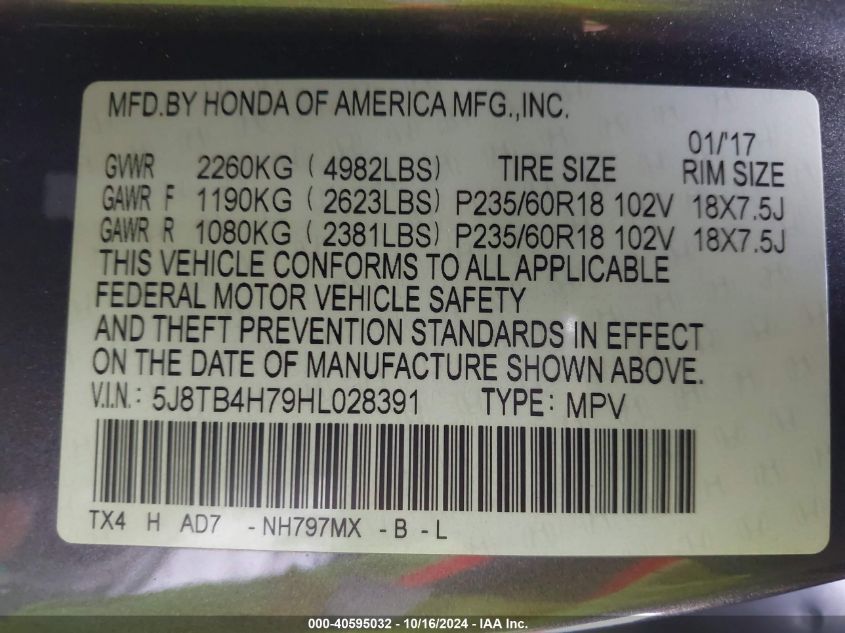 MFD.BY HONDA OF AMERICA MFG.,INC.
01/'17
GVWR 2260KG ( 4982LBS) TIRE SIZE RIM SIZE
GAWR F 1190KG ( 2623LBS) P235/60R18 102V 18X7.5J
GAWR R 1080KG ( 2381LBS) P235/60R18 102V 18X7.5J
THIS VEHICLE CONFORMS TO ALL APPLICABLE
FEDERAL MOTOR VEHICLE SAFETY
AND THEFT PREVENTION STANDARDS IN EFFECT
ON THE DATE OF MANUFACTURE SHOWN ABOVE.
V.I.N.: 5J8TB4H79HL028391 TYPE: MPV
TX4 H AD7 -NH797MX -B -L
000-40595032 - 10/16/2024 - IAA Inc.